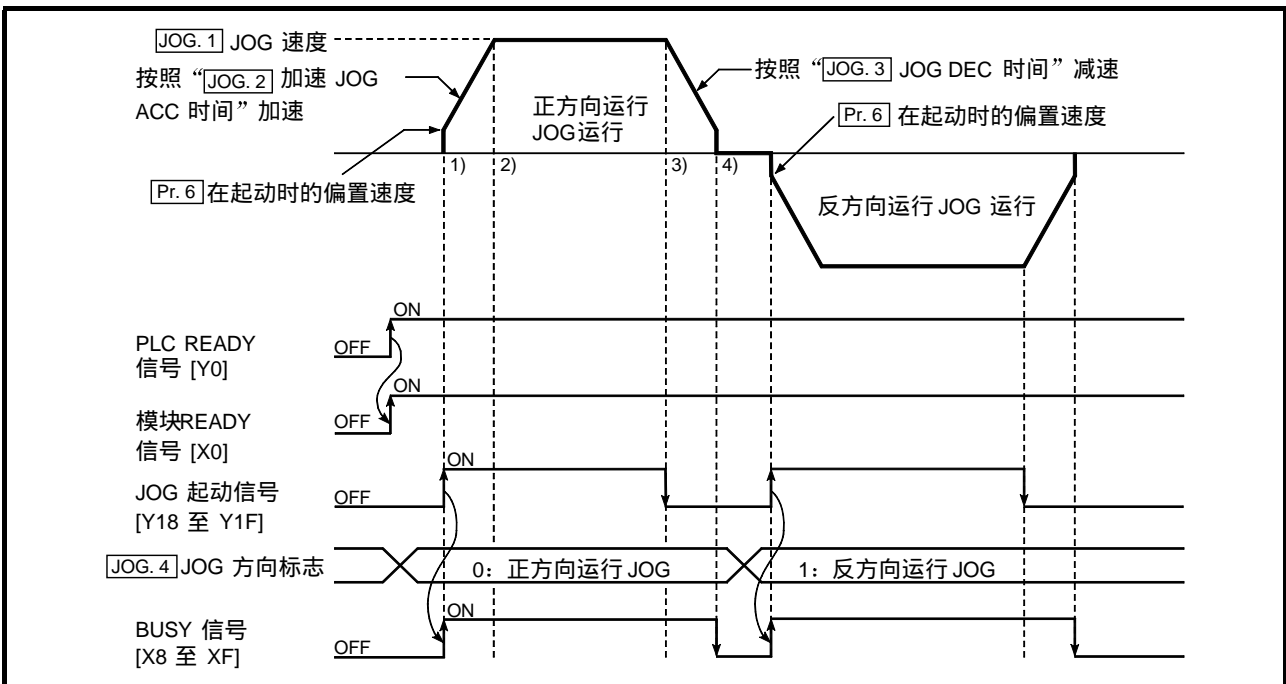 JOG. 1 JOG 速度
按照“JOG. 2 加速 JOG
ACC 时间”加速
按照“JOG. 3 JOG DEC 时间”减速
正方向运行
JOG运行
Pr. 6 在起动时的偏置速度
1) 2) 3) 4)
Pr. 6 在起动时的偏置速度
反方向运行 JOG 运行
ON
PLC READY
信号 [Y0]
OFF
ON
模块READY
信号 [X0]
OFF
ON
JOG 起动信号
[Y18 至 Y1F]
OFF
JOG. 4 JOG 方向标志
0：正方向运行 JOG
1：反方向运行 JOG
ON
BUSY 信号
[X8 至 XF]
OFF